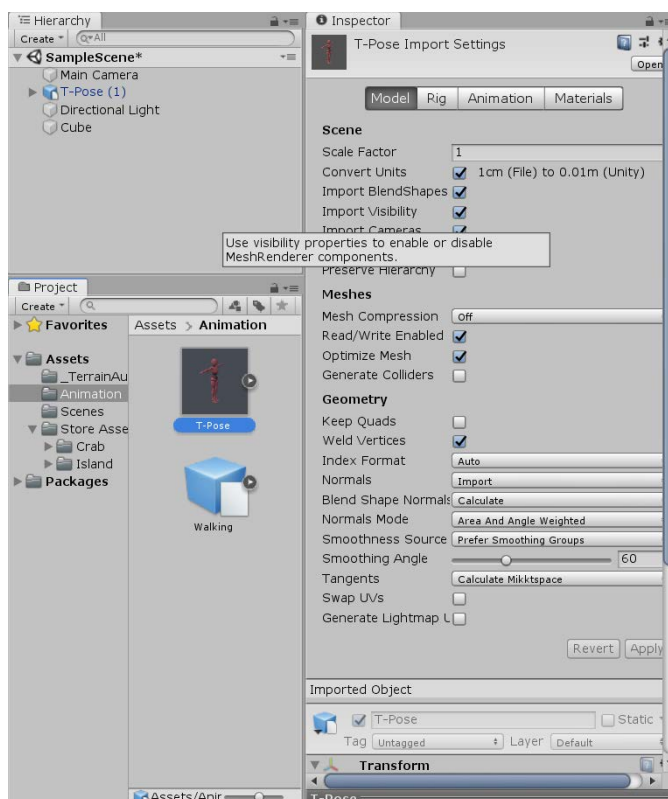 Hierarchy
Create
All
SampleScene*
Main Camera
T-Pose (1)
Directional Light
Cube
Project
Create
Favorites
Assets > Animation
Assets
_TerrainAu
Animation
Scenes
Store Asse
Crab
Island
Packages
T-Pose
Walking
Inspector
T-Pose Import Settings
Open
Model Rig Animation Materials
Scene
Scale Factor 1
Convert Units 1cm (File) to 0.01m (Unity)
Import BlendShapes
Import Visibility
Import Cameras
Use visibility properties to enable or disable
MeshRenderer components.
Preserve Hierarchy
Meshes
Mesh Compression Off
Read/Write Enabled
Optimize Mesh
Generate Colliders
Geometry
Keep Quads
Weld Vertices
Index Format Auto
Normals Import
Blend Shape Normals Calculate
Normals Mode Area And Angle Weighted
Smoothness Source Prefer Smoothing Groups
Smoothing Angle 60
Tangents Calculate Mikktspace
Swap UVs
Generate Lightmap U
Revert Apply
Imported Object
T-Pose Static
Tag Untagged Layer Default
Transform
T-Pose